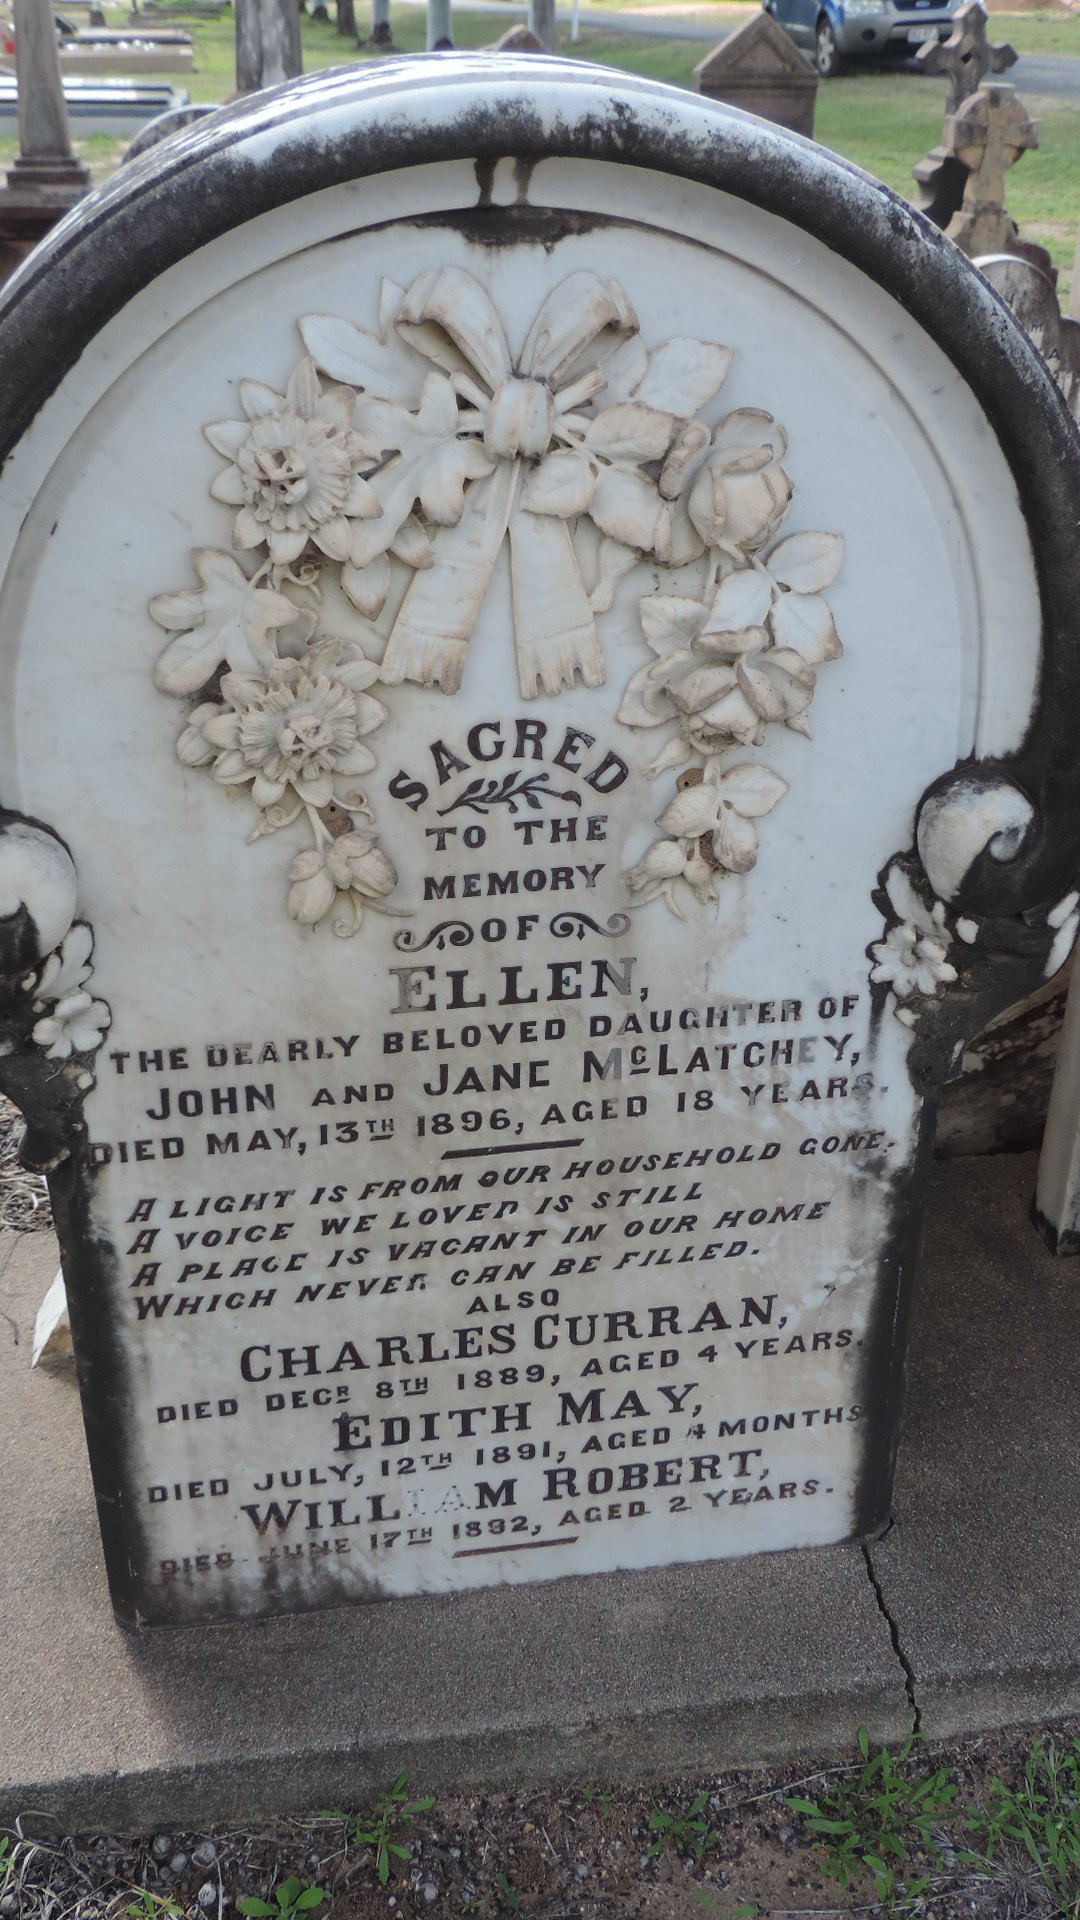 SACRED
TO THE
MEMORY
OF
ELLEN,
THE DEARLY BELOVED DAUGHTER OF
JOHN AND JANE McLATCHEY,
DIED MAY, 13TH 1896, AGED 18 YEARS.
A LIGHT IS FROM OUR HOUSEHOLD GONE.
A VOICE WE LOVED IS STILL
A PLACE IS VACANT IN OUR HOME
WHICH NEVER CAN BE FILLED.
ALSO
CHARLES CURRAN,
DIED DECR 8TH 1889, AGED 4 YEARS.
EDITH MAY,
DIED JULY, 12TH 1891, AGED 4 MONTHS
WILLIAM ROBERT,
DIED JUNE 17TH 1892, AGED 2 YEARS.